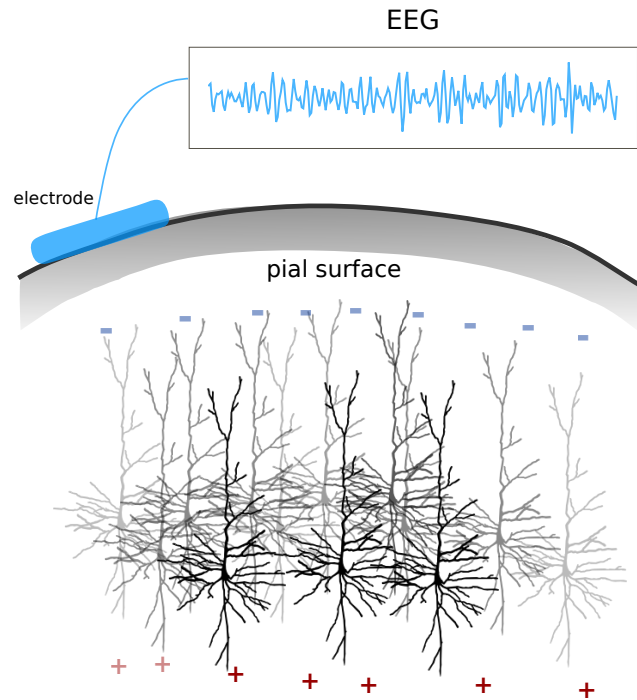 EEG
electrode
pial surface
- - - - - - - - -
+ + + + + + +